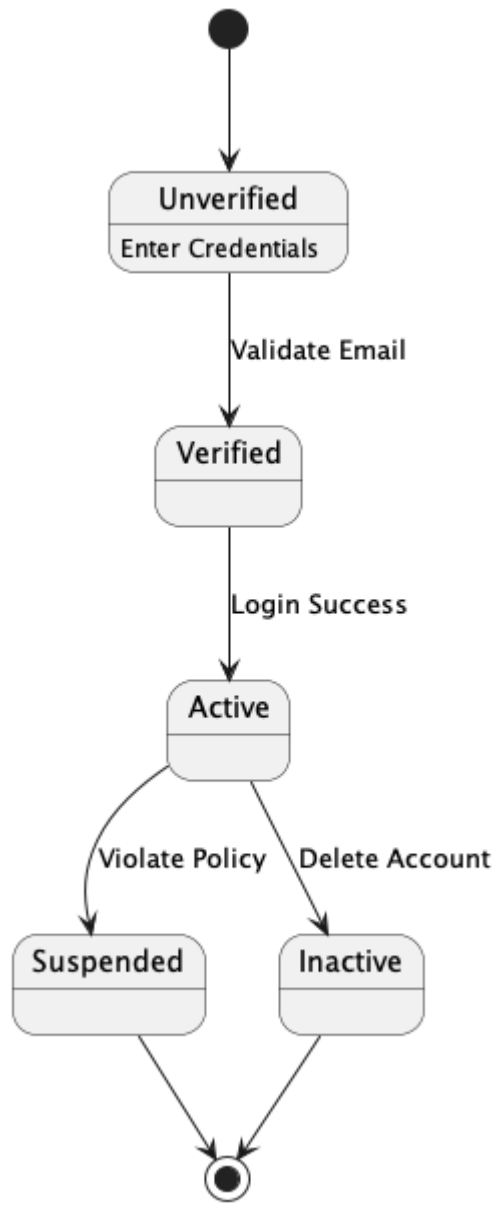 Unverified
Enter Credentials
Validate Email
Verified
Login Success
Active
Violate Policy
Delete Account
Suspended
Inactive